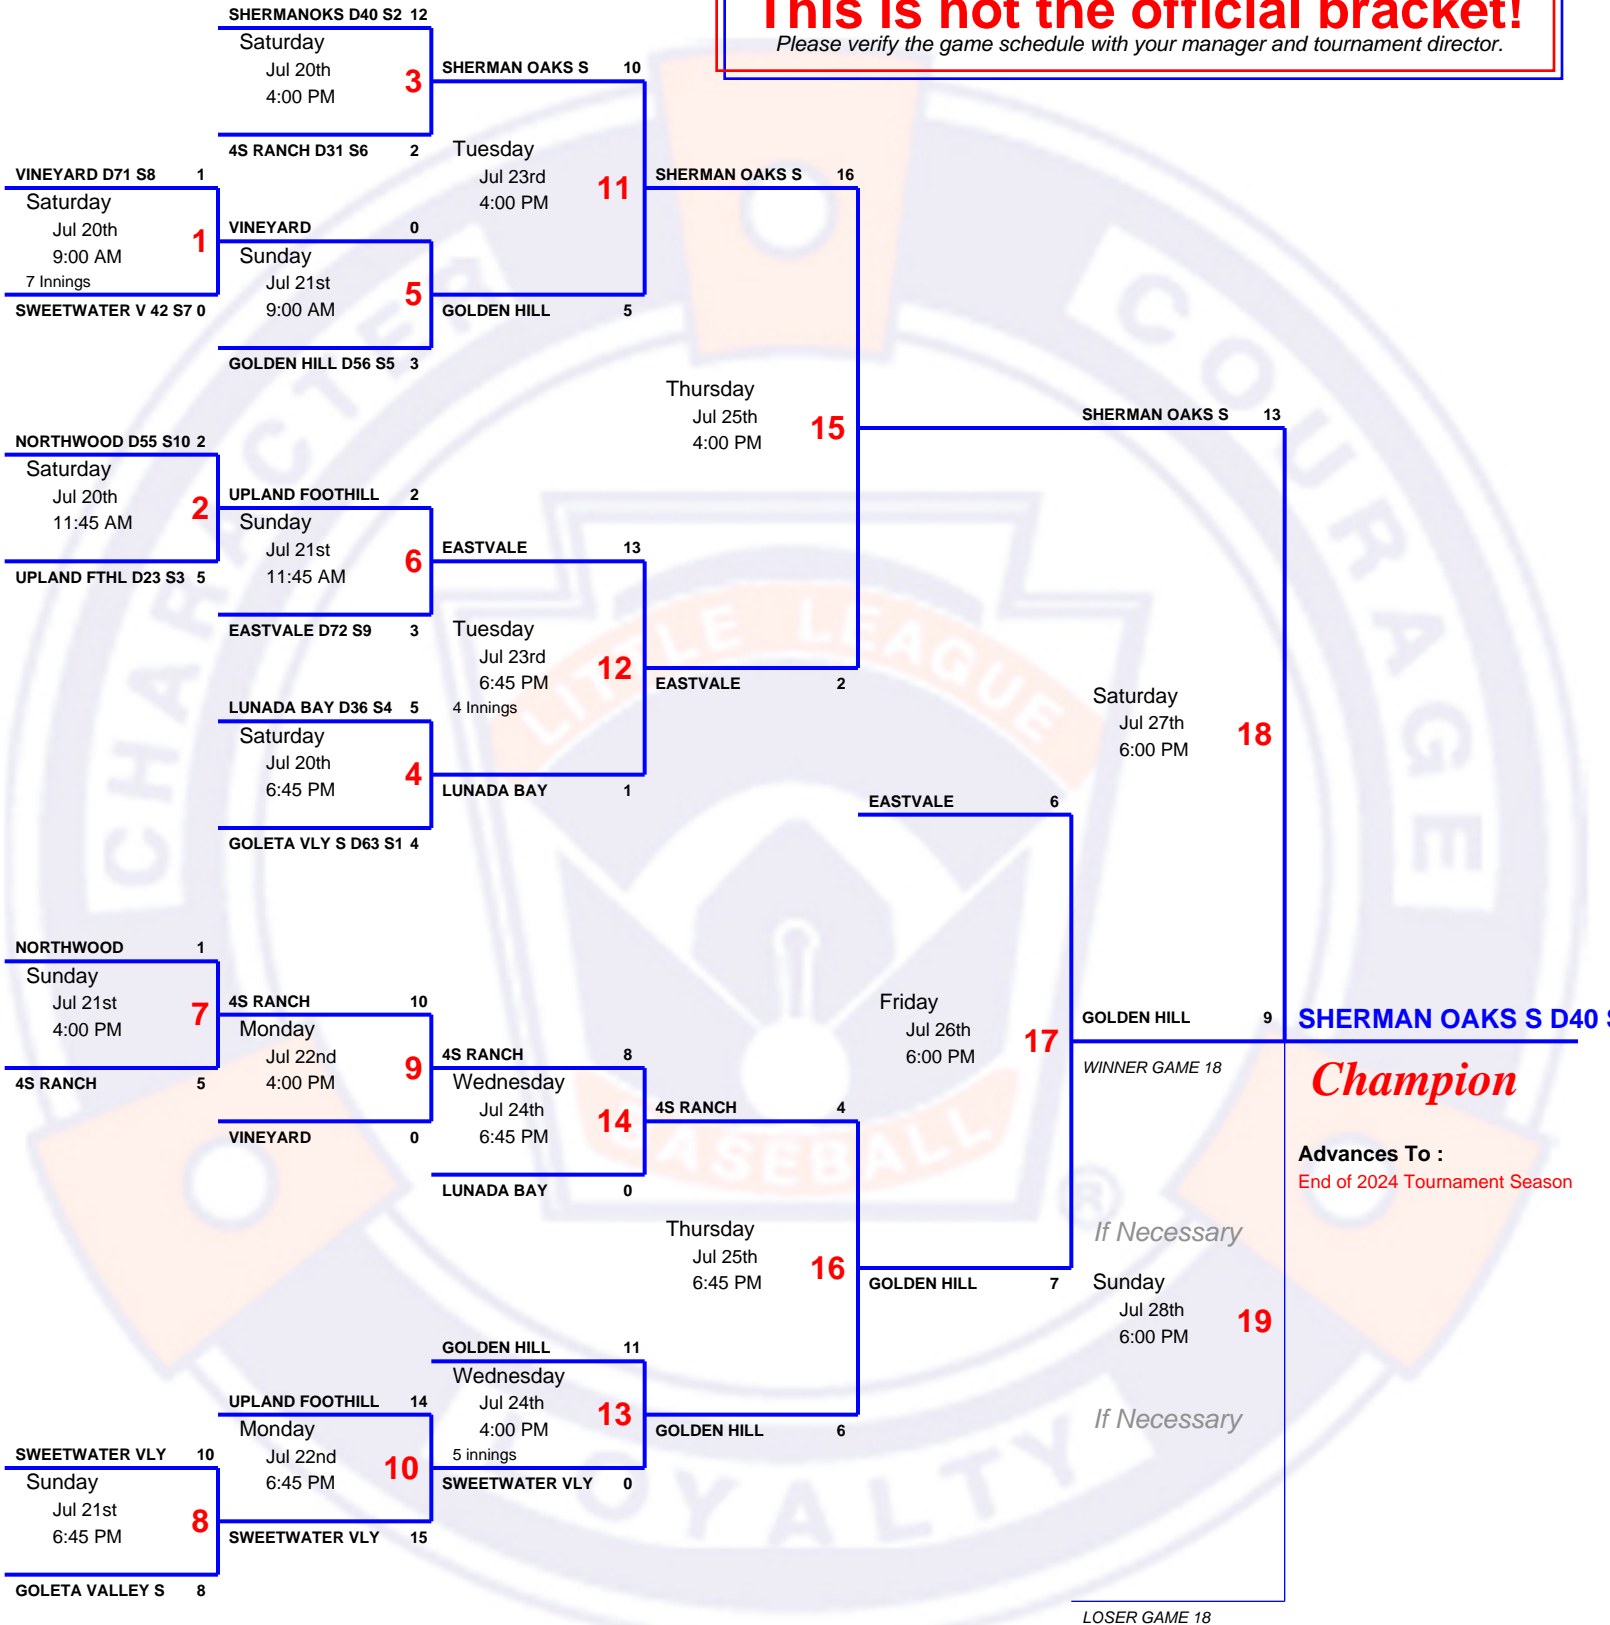 This is not the official bracket!
Please verify the game schedule with your manager and tournament director.
SHERMANOKS D40 S2 12
Saturday
Jul 20th
4:00 PM
3
4S RANCH D31 S6 2
SHERMAN OAKS S 10
Tuesday
Jul 23rd
4:00 PM
11
VINEYARD D71 S8 1
Saturday
Jul 20th
9:00 AM
7 Innings
1
SWEETWATER V 42 S7 0
VINEYARD 0
Sunday
Jul 21st
9:00 AM
5
GOLDEN HILL D56 S5 3
GOLDEN HILL 5
SHERMAN OAKS S 16
Thursday
Jul 25th
4:00 PM
15
SHERMAN OAKS S 13
NORTHWOOD D55 S10 2
Saturday
Jul 20th
11:45 AM
2
UPLAND FTHL D23 S3 5
UPLAND FOOTHILL 2
Sunday
Jul 21st
11:45 AM
6
EASTVALE D72 S9 3
EASTVALE 13
Tuesday
Jul 23rd
6:45 PM
4 Innings
12
EASTVALE 2
LUNADA BAY D36 S4 5
Saturday
Jul 20th
6:45 PM
4
GOLETA VLY S D63 S1 4
LUNADA BAY 1
Saturday
Jul 27th
6:00 PM
18
EASTVALE 6
Friday
Jul 26th
6:00 PM
17
NORTHWOOD 1
Sunday
Jul 21st
4:00 PM
7
4S RANCH 5
4S RANCH 10
Monday
Jul 22nd
4:00 PM
9
VINEYARD 0
4S RANCH 8
Wednesday
Jul 24th
6:45 PM
14
LUNADA BAY 0
4S RANCH 4
Thursday
Jul 25th
6:45 PM
16
GOLDEN HILL 7
GOLDEN HILL 9
WINNER GAME 18
SHERMAN OAKS S D40 S
Champion
Advances To :
End of 2024 Tournament Season
If Necessary
Sunday
Jul 28th
6:00 PM
19
If Necessary
GOLDEN HILL 11
Wednesday
Jul 24th
4:00 PM
5 innings
13
GOLDEN HILL 6
SWEETWATER VLY 0
UPLAND FOOTHILL 14
Monday
Jul 22nd
6:45 PM
10
SWEETWATER VLY 15
SWEETWATER VLY 10
Sunday
Jul 21st
6:45 PM
8
GOLETA VALLEY S 8
LOSER GAME 18
CHARACTER
COURAGE
LOYALTY
LITTLE LEAGUE
BASEBALL
®